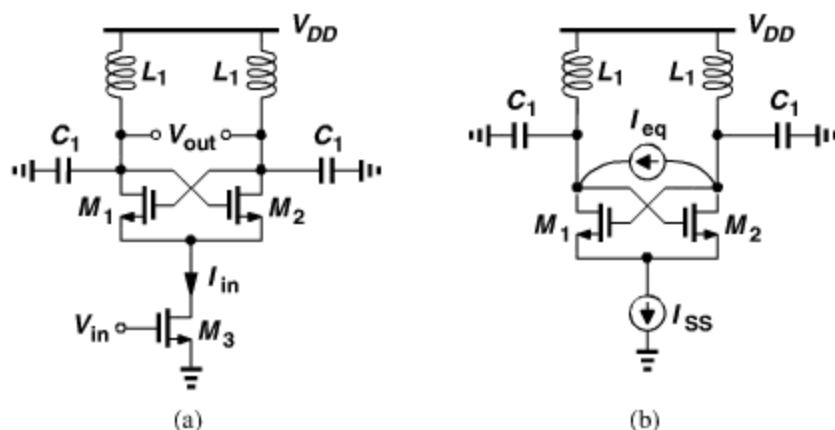 V_DD
L_1 L_1
C_1 V_out C_1
M_1 M_2
I_in
V_in M_3
(a)
V_DD
L_1 L_1
C_1 I_eq C_1
M_1 M_2
I_SS
(b)